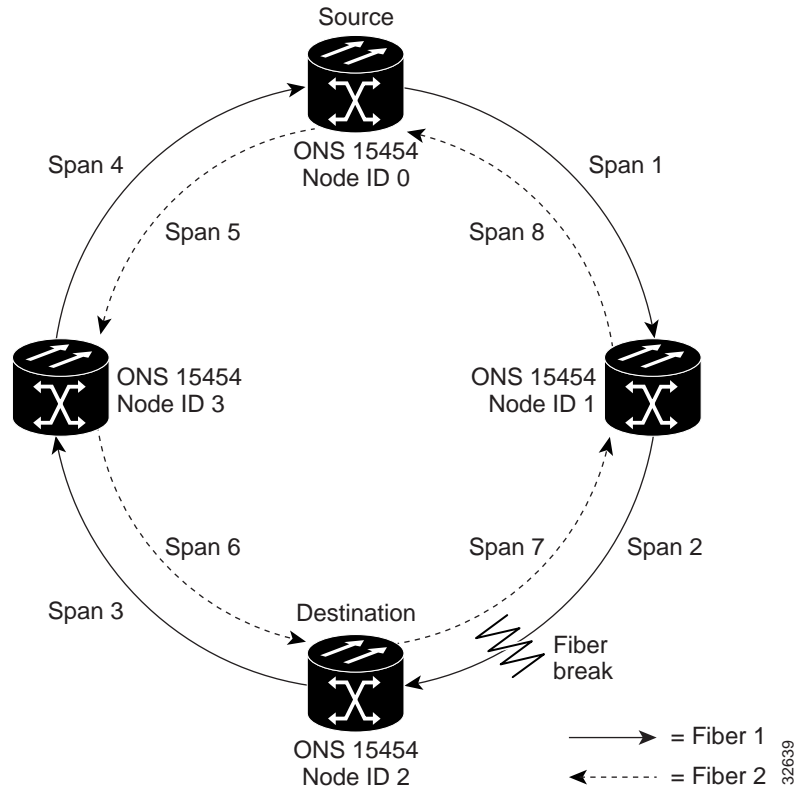 Source
ONS 15454
Node ID 0
Span 4
Span 1
Span 5
Span 8
ONS 15454
Node ID 3
ONS 15454
Node ID 1
Span 6
Span 7
Span 2
Span 3
Destination
Fiber
break
ONS 15454
Node ID 2
= Fiber 1
= Fiber 2
32639